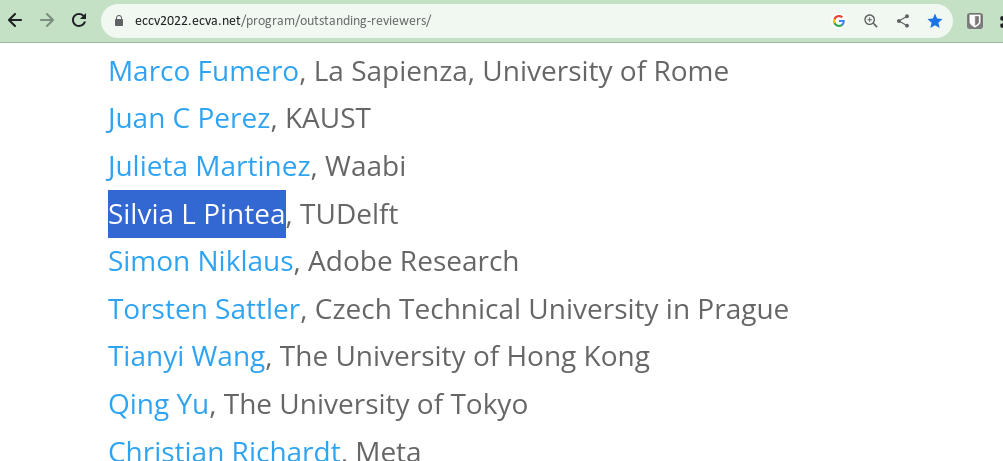 eccv2022.ecva.net/program/outstanding-reviewers/
Marco Fumero, La Sapienza, University of Rome
Juan C Perez, KAUST
Julieta Martinez, Waabi
Silvia L Pintea, TUDelft
Simon Niklaus, Adobe Research
Torsten Sattler, Czech Technical University in Prague
Tianyi Wang, The University of Hong Kong
Qing Yu, The University of Tokyo
Christian Richardt, Meta